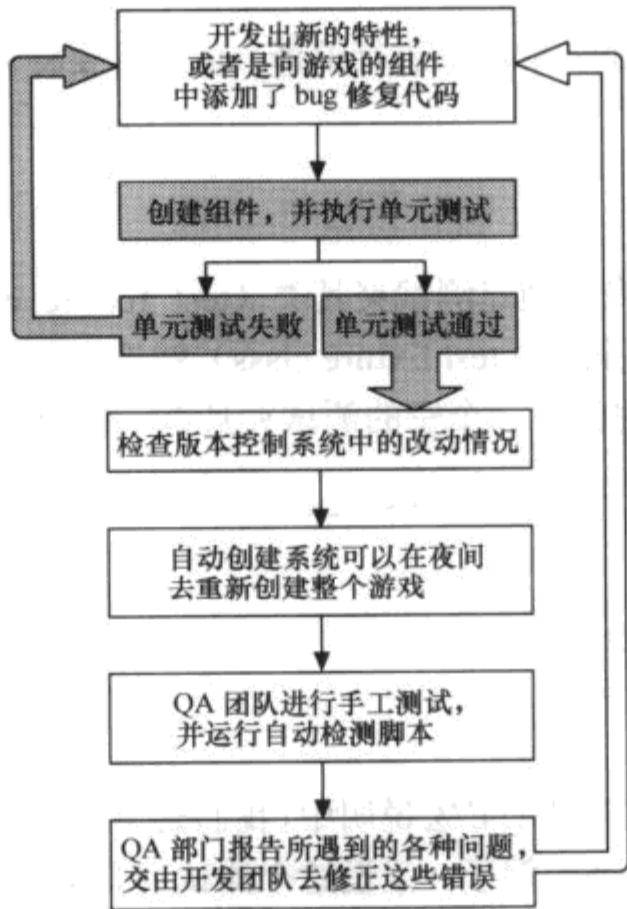 开发出新的特性，
或者是向游戏的组件
中添加了 bug 修复代码
创建组件，并执行单元测试
单元测试失败
单元测试通过
检查版本控制系统中的改动情况
自动创建系统可以在夜间
去重新创建整个游戏
QA 团队进行手工测试，
并运行自动检测脚本
QA 部门报告所遇到的各种问题，
交由开发团队去修正这些错误